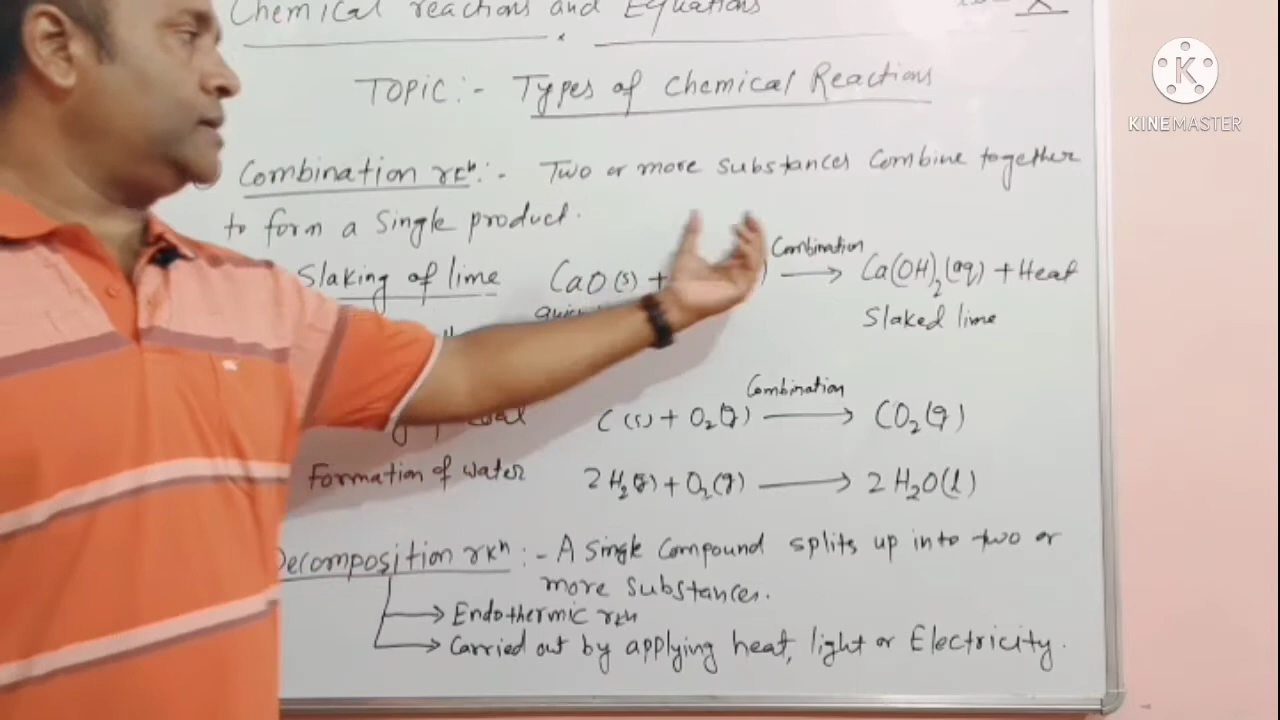 Chemical reactions and Equations
X
TOPIC:- Types of Chemical Reactions
Combination rxn:- Two or more substances Combine together
to form a Single product.
Slaking of lime CaO(s) + Combination ⟶ Ca(OH)2(aq) + Heat
Slaked lime
Combination
C(s) + O2(g) ⟶ CO2(g)
Formation of water 2H2(g) + O2(g) ⟶ 2H2O(l)
Decomposition rxn:- A Single Compound splits up into two or
more substances.
→ Endothermic rxn
→ Carried out by applying heat, light or Electricity.
K
KINEMASTER